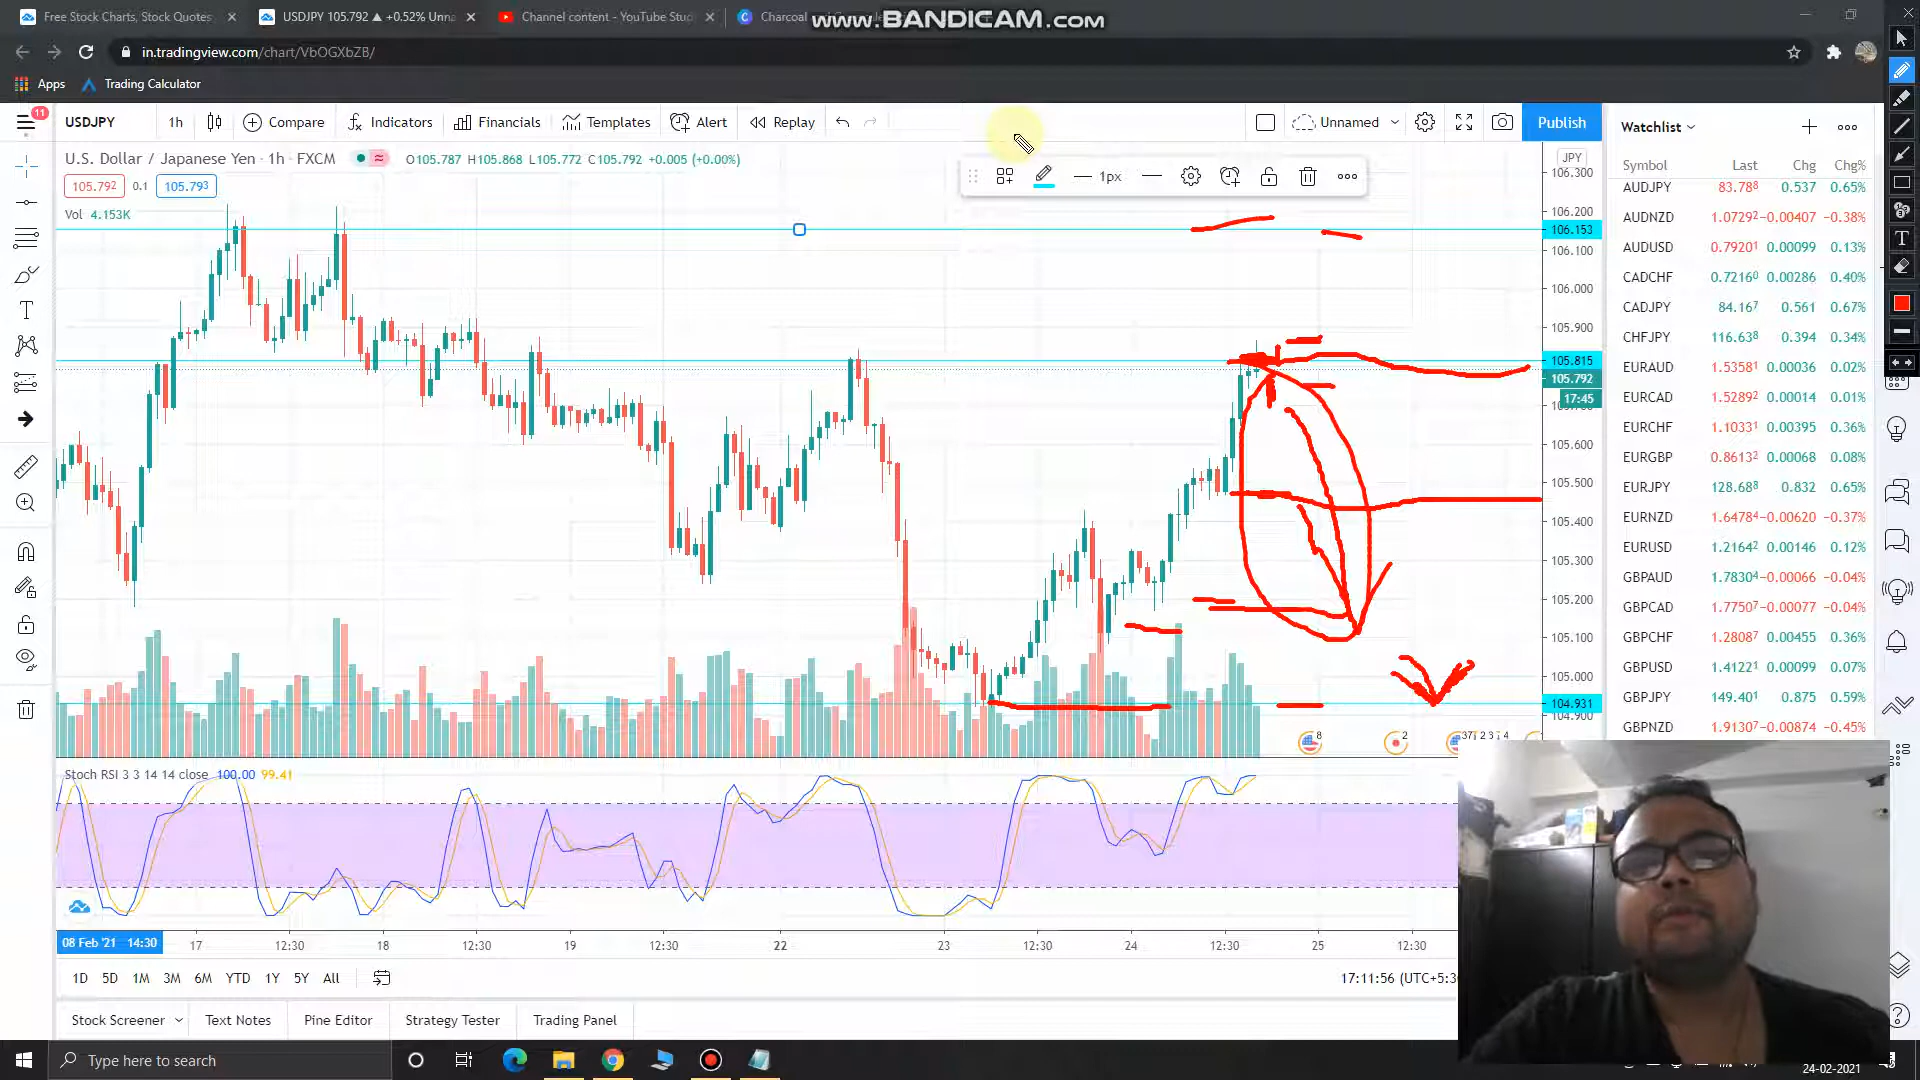 Free Stock Charts, Stock Quotes
USDJPY 105.792 ▲ +0.52% Unna
Channel content - YouTube Stud
Charcoal
www.BANDICAM.com
in.tradingview.com/chart/VbOGXbZB/
Apps
Trading Calculator
11
USDJPY
1h
Compare
Indicators
Financials
Templates
Alert
Replay
Unnamed
Publish
U.S. Dollar / Japanese Yen · 1h · FXCM
O105.787 H105.868 L105.772 C105.792 +0.005 (+0.00%)
105.792
0.1
105.793
Vol 4.153K
1px
JPY
106.300
106.200
106.153
106.100
106.000
105.900
105.815
105.792
17:45
105.600
105.500
105.400
105.300
105.200
105.100
105.000
104.931
104.900
8
2
Stoch RSI 3 3 14 14 close 100.00 99.41
08 Feb '21 14:30
17
12:30
18
12:30
19
12:30
22
23
12:30
24
12:30
25
12:30
1D
5D
1M
3M
6M
YTD
1Y
5Y
All
17:11:56 (UTC+5:3
Stock Screener
Text Notes
Pine Editor
Strategy Tester
Trading Panel
Watchlist
Symbol Last Chg Chg%
AUDJPY 83.788 0.537 0.65%
AUDNZD 1.07292 −0.00407 −0.38%
AUDUSD 0.79201 0.00099 0.13%
CADCHF 0.72160 0.00286 0.40%
CADJPY 84.167 0.561 0.67%
CHFJPY 116.638 0.394 0.34%
EURAUD 1.53581 0.00036 0.02%
EURCAD 1.52892 0.00014 0.01%
EURCHF 1.10331 0.00395 0.36%
EURGBP 0.86132 0.00068 0.08%
EURJPY 128.688 0.832 0.65%
EURNZD 1.64784 −0.00620 −0.37%
EURUSD 1.21642 0.00146 0.12%
GBPAUD 1.78304 −0.00066 −0.04%
GBPCAD 1.77507 −0.00077 −0.04%
GBPCHF 1.28087 0.00455 0.36%
GBPUSD 1.41221 0.00099 0.07%
GBPJPY 149.401 0.875 0.59%
GBPNZD 1.91307 −0.00874 −0.45%
Type here to search
24-02-2021